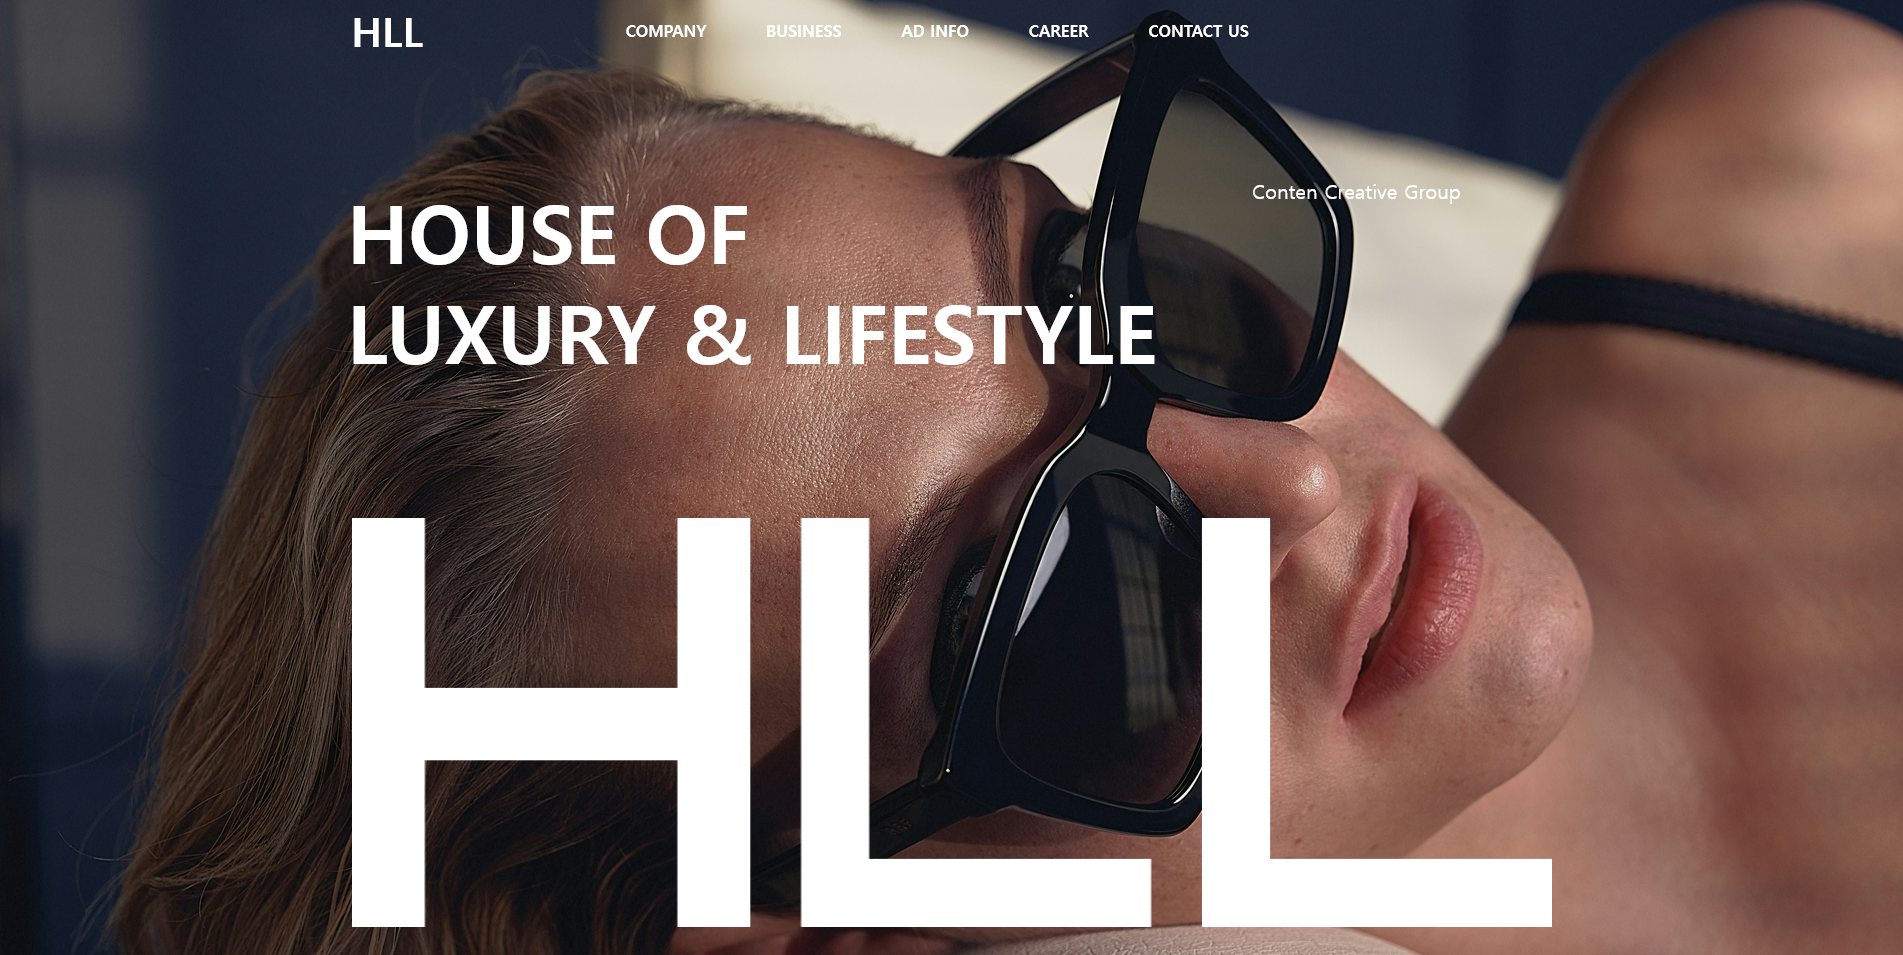 HLL
COMPANY BUSINESS AD INFO CAREER CONTACT US
Conten Creative Group
HOUSE OF
LUXURY & LIFESTYLE
HLL